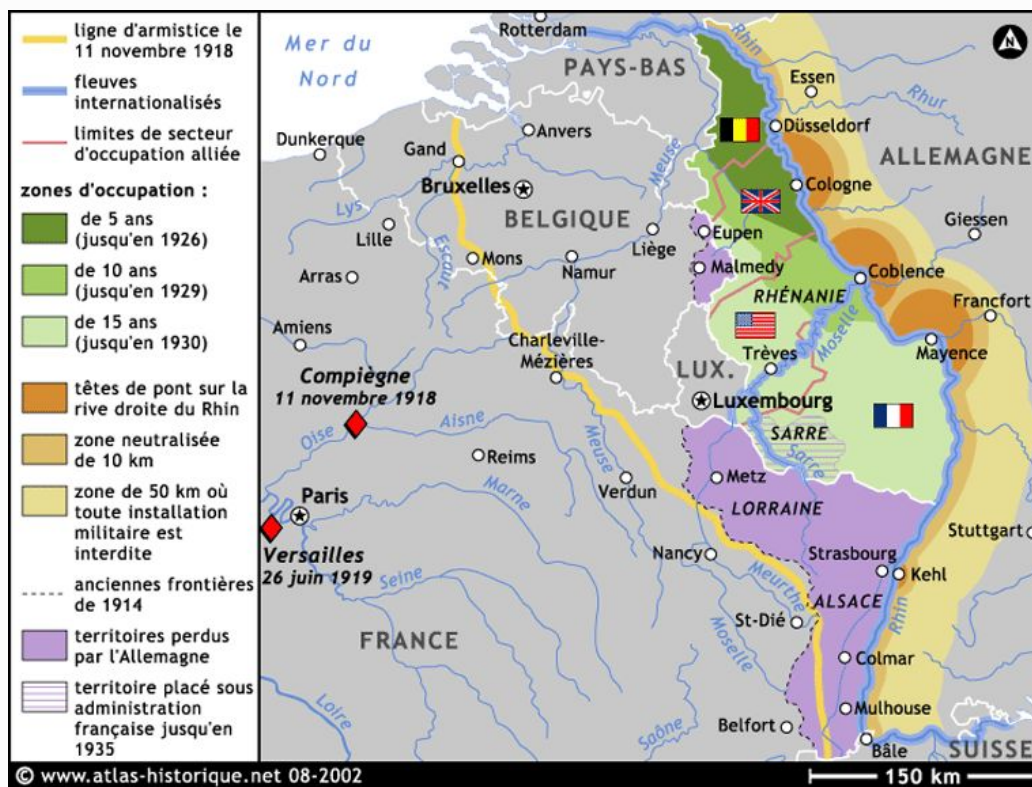 ligne d'armistice le
11 novembre 1918
fleuves
internationalisés
limites de secteur
d'occupation alliée
zones d'occupation :
de 5 ans
(jusqu'en 1926)
de 10 ans
(jusqu'en 1929)
de 15 ans
(jusqu'en 1930)
têtes de pont sur la
rive droite du Rhin
zone neutralisée
de 10 km
zone de 50 km où
toute installation
militaire est
interdite
anciennes frontières
de 1914
territoires perdus
par l'Allemagne
territoire placé sous
administration
française jusqu'en
1935
Mer du
Nord
Rotterdam
Rhin
PAYS-BAS
Essen
Rhur
Dunkerque
Anvers
Meuse
Düsseldorf
ALLEMAGNE
Gand
Bruxelles
Cologne
Lys
BELGIQUE
Giessen
Lille
Escaut
Liège
Eupen
Mons
Namur
Malmedy
Coblence
Arras
RHÉNANIE
Francfort
Amiens
Charleville-
Mézières
Moselle
Trèves
Mayence
Compiègne
11 novembre 1918
LUX.
Luxembourg
Oise
Aisne
SARRE
Sarre
Reims
Meuse
Metz
Verdun
LORRAINE
Paris
Marne
Stuttgart
Versailles
26 juin 1919
Nancy
Strasbourg
Kehl
Seine
Meurthe
ALSACE
Rhin
St-Dié
FRANCE
Moselle
Colmar
Loire
Saône
Belfort
Mulhouse
Bâle
SUISSE
© www.atlas-historique.net 08-2002
150 km